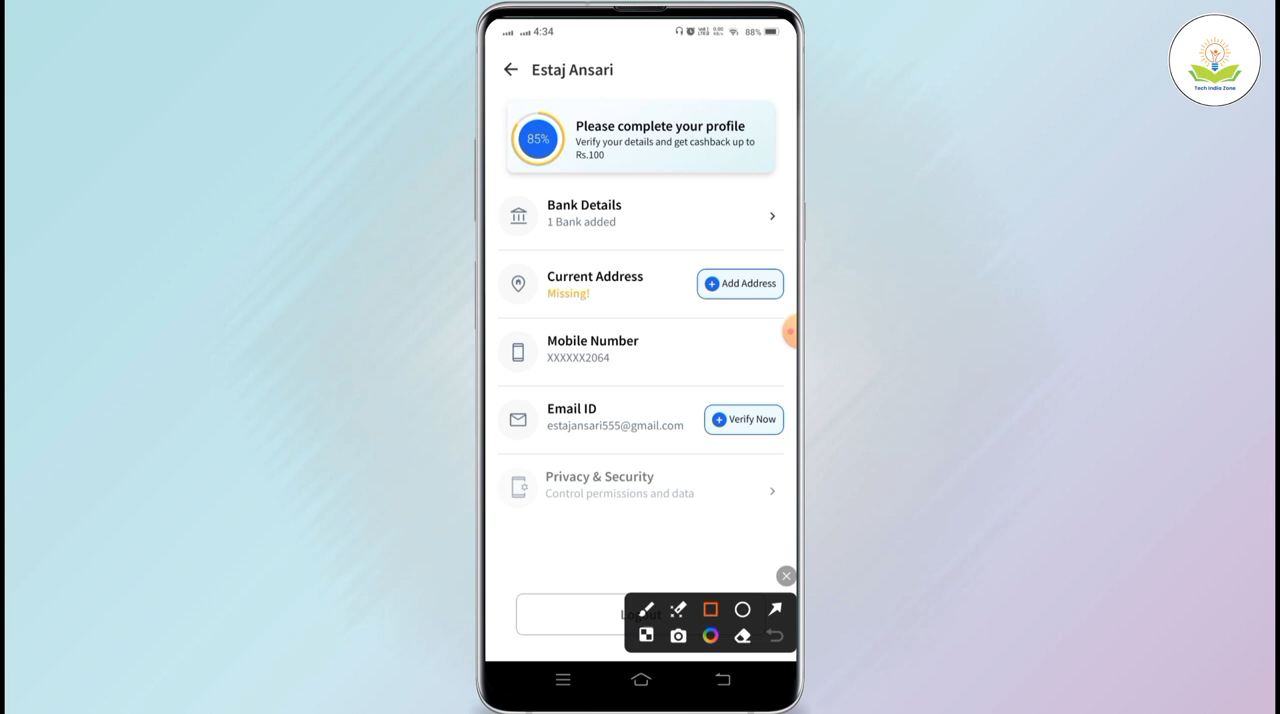 4:34
88%
Estaj Ansari
85%
Please complete your profile
Verify your details and get cashback up to
Rs.100
Bank Details
1 Bank added
Current Address
Missing!
Add Address
Mobile Number
XXXXXX2064
Email ID
estajansari555@gmail.com
Verify Now
Privacy & Security
Control permissions and data
Tech India Zone